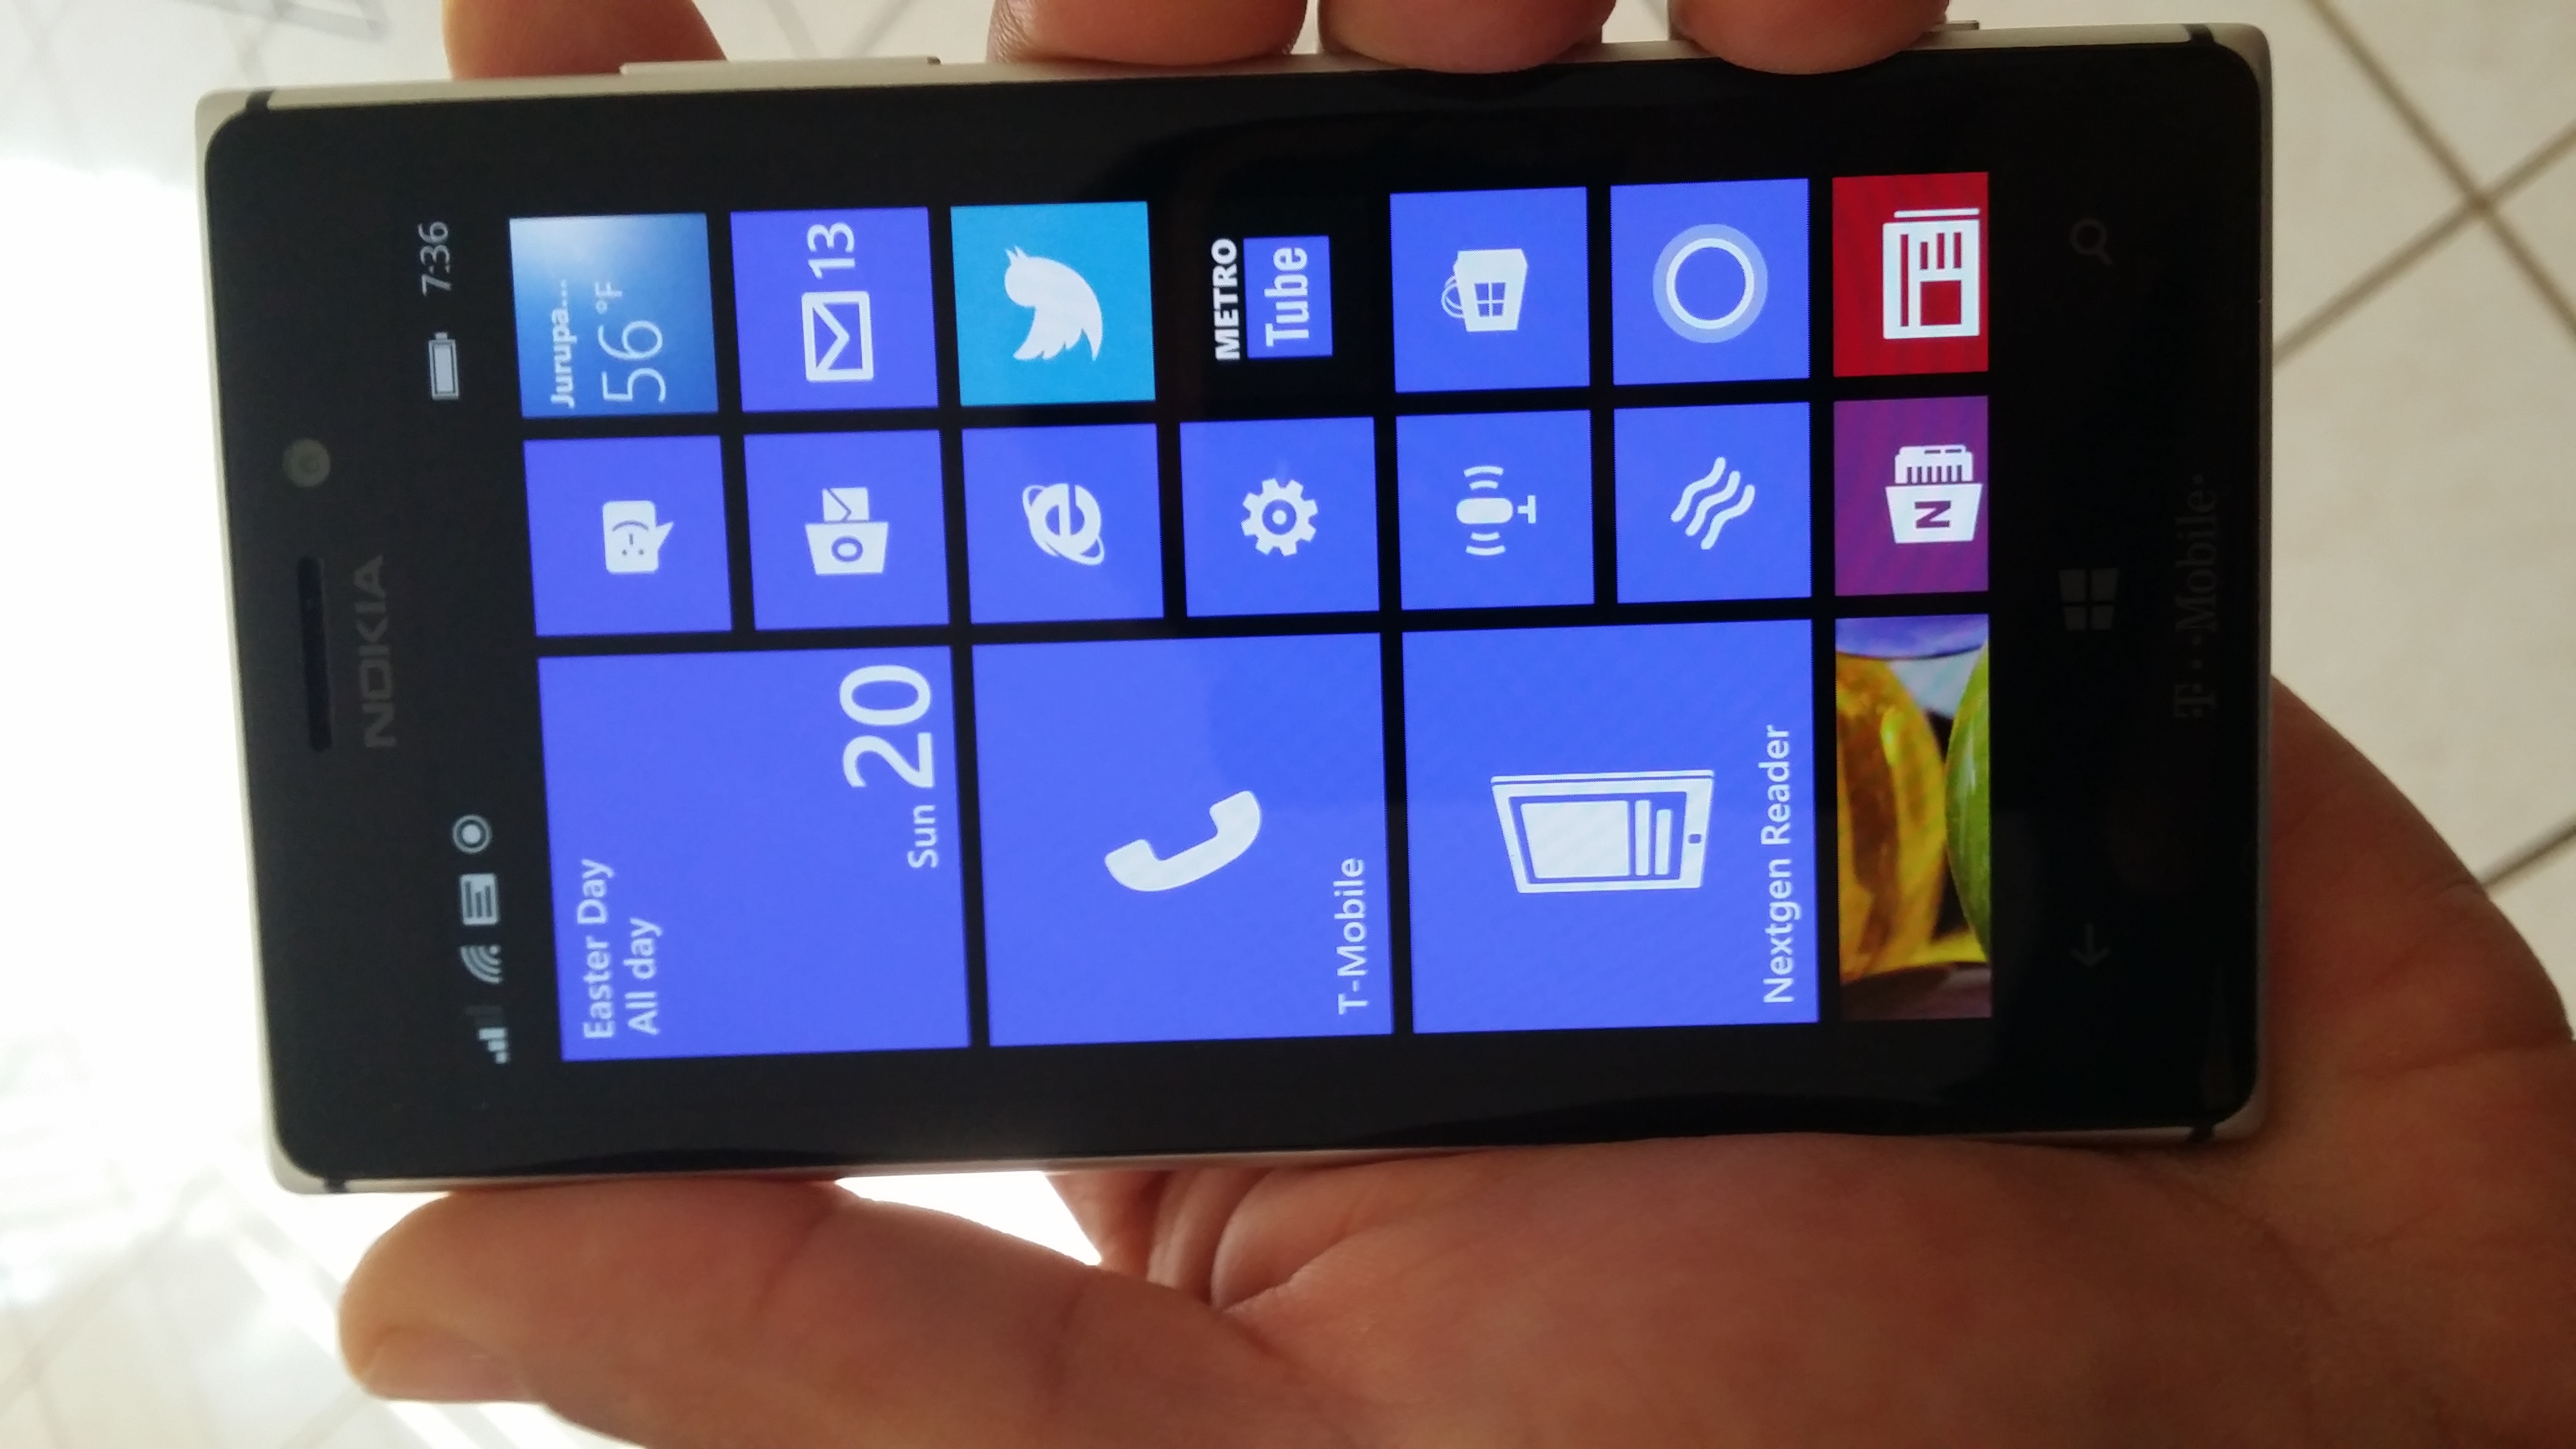 NOKIA
7:36
Easter Day
All day
Sun 20
:-)
Jurupa...
56 °F
O
13
e
T-Mobile
METRO
Tube
Nextgen Reader
N
T··Mobile·